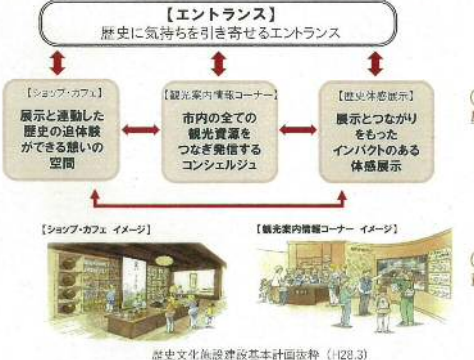 【エントランス】
歴史に気持ちを引き寄せるエントランス
【ショップ・カフェ】
展示と連動した
歴史の追体験
ができる憩いの
空間
【観光案内情報コーナー】
市内の全ての
観光資源を
つなぎ発信する
コンシェルジュ
【歴史体感展示】
展示とつながり
をもった
インパクトのある
体感展示
【ショップ・カフェ イメージ】
【観光案内情報コーナー イメージ】
歴史文化施設建設基本計画抜粋（H28.3）